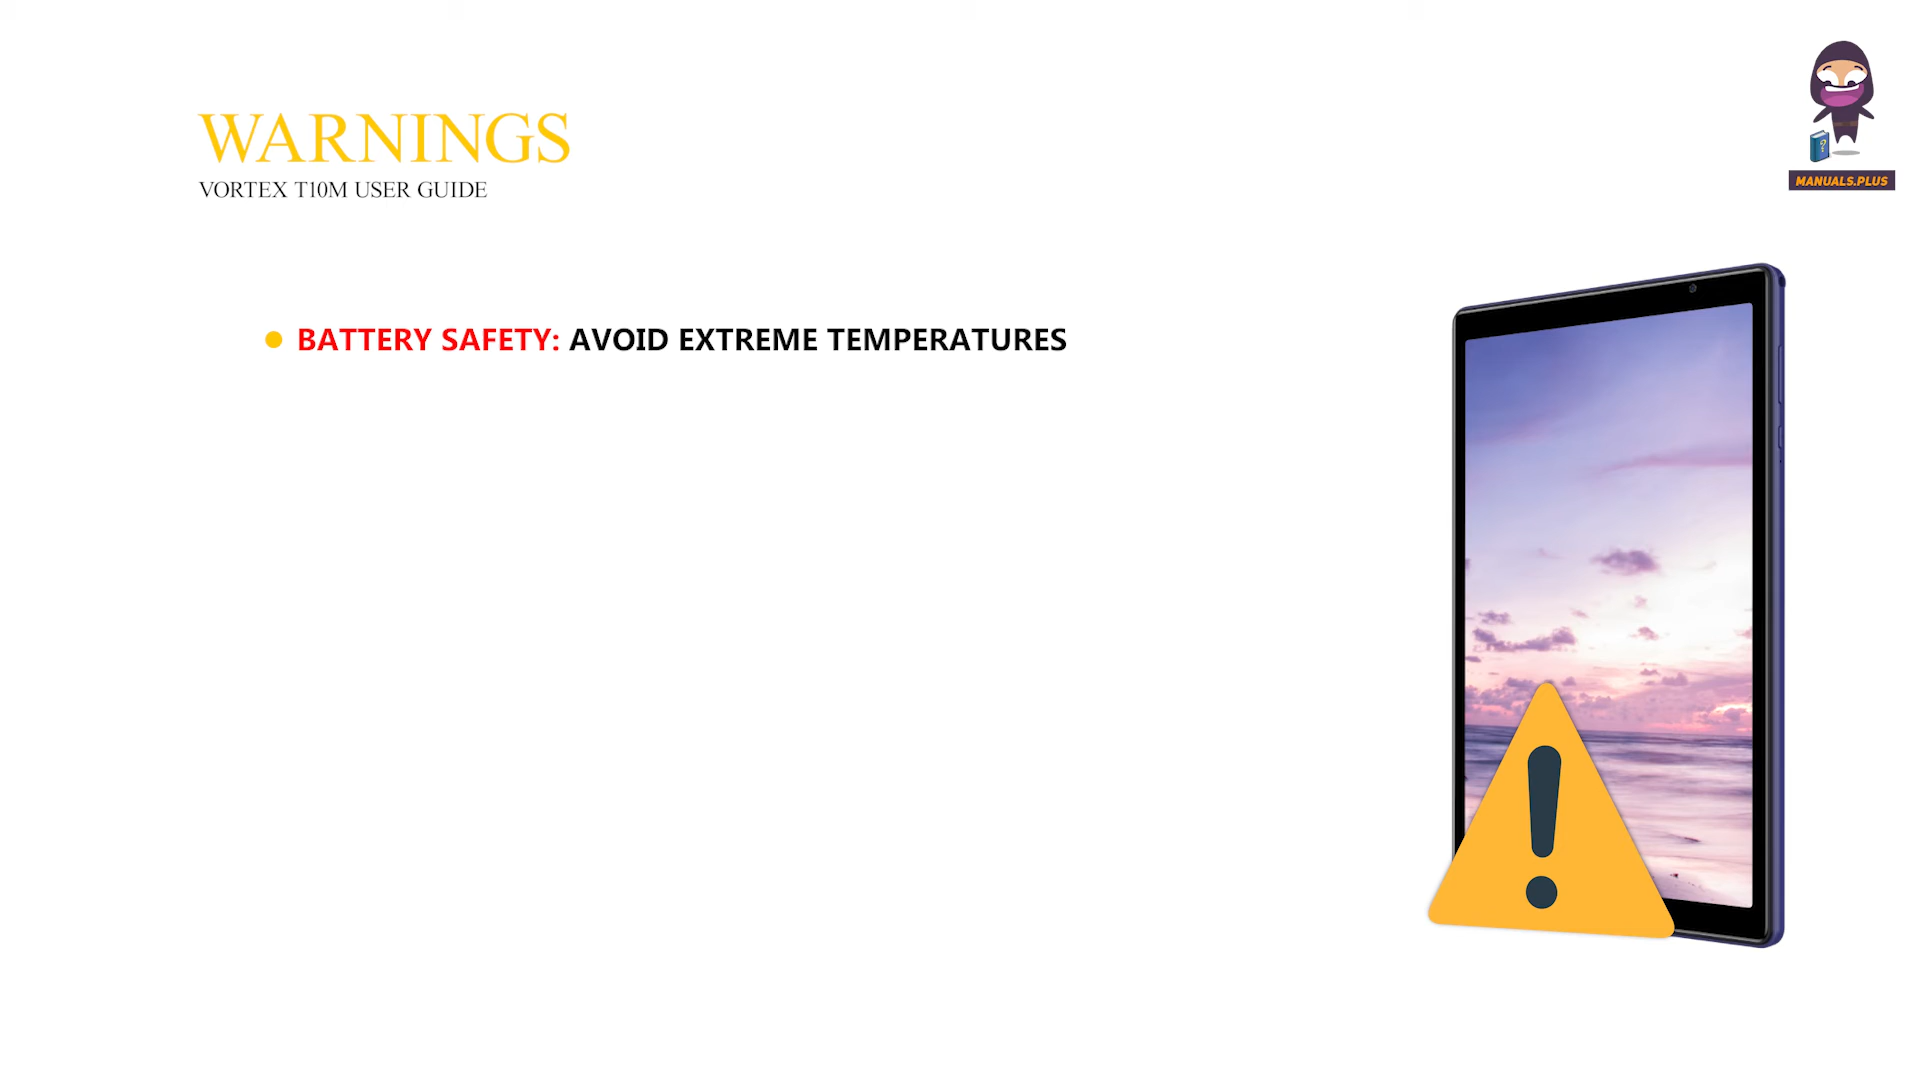 WARNINGS
VORTEX T10M USER GUIDE
MANUALS.PLUS
BATTERY SAFETY: AVOID EXTREME TEMPERATURES